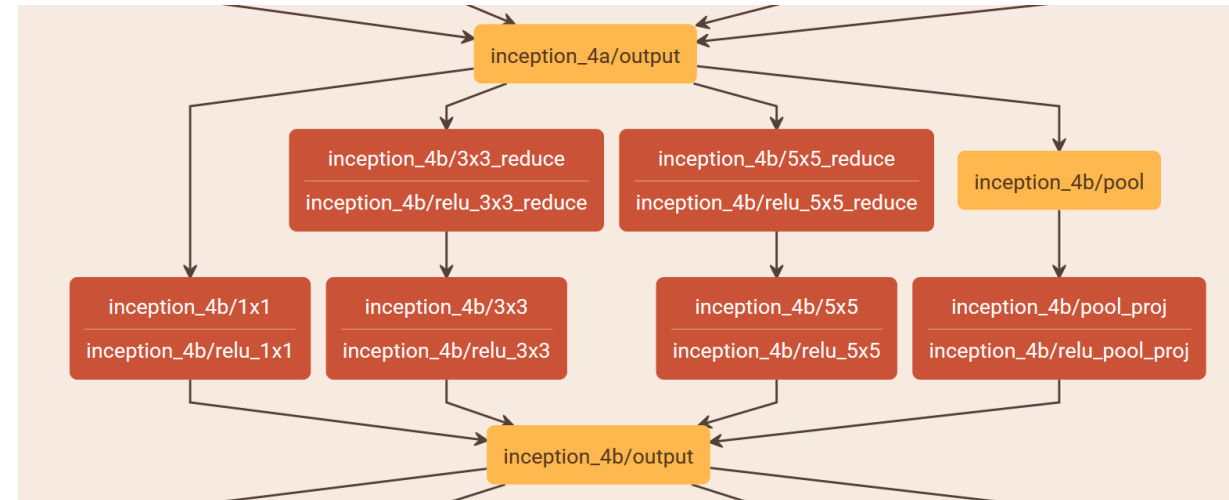 inception_4a/output
inception_4b/3x3_reduce
inception_4b/relu_3x3_reduce
inception_4b/5x5_reduce
inception_4b/relu_5x5_reduce
inception_4b/pool
inception_4b/1x1
inception_4b/relu_1x1
inception_4b/3x3
inception_4b/relu_3x3
inception_4b/5x5
inception_4b/relu_5x5
inception_4b/pool_proj
inception_4b/relu_pool_proj
inception_4b/output